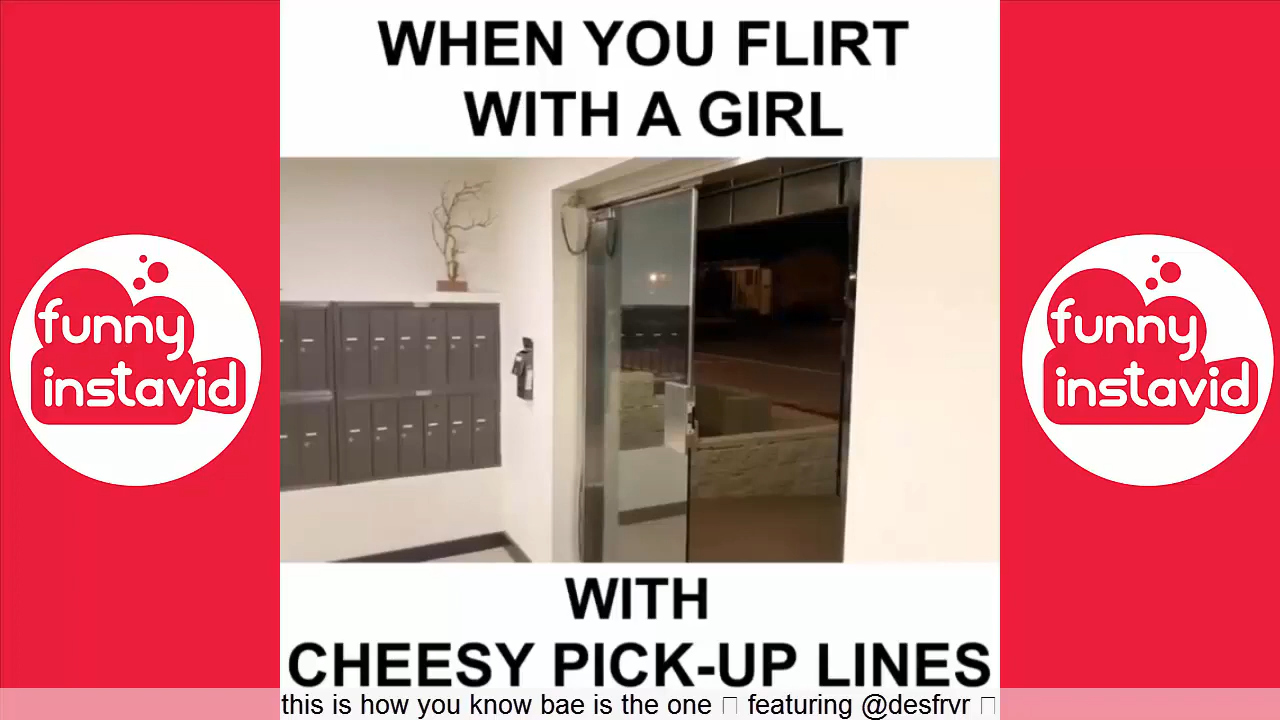 WHEN YOU FLIRT
WITH A GIRL
funny
instavid
funny
instavid
WITH
CHEESY PICK-UP LINES
this is how you know bae is the one □ featuring @desfrvr □